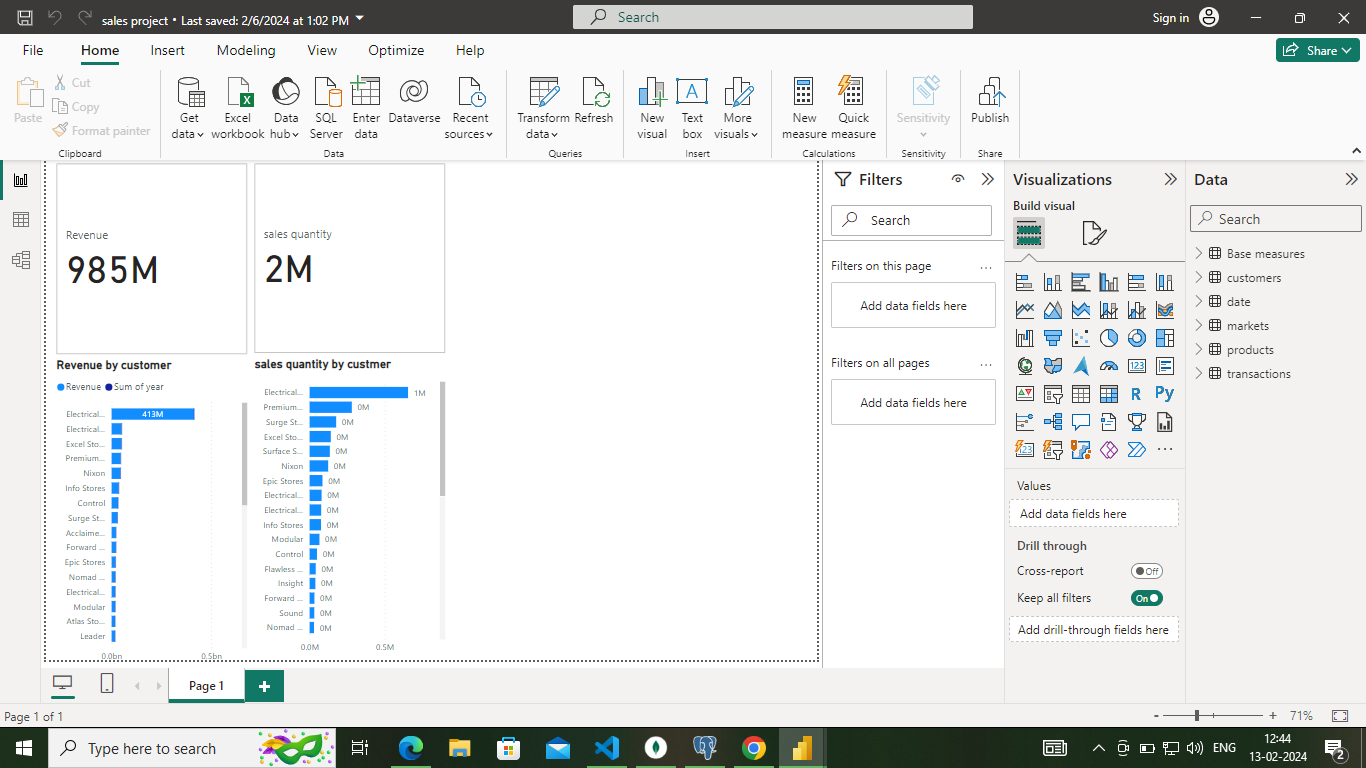 sales project • Last saved: 2/6/2024 at 1:02 PM
Search
Sign in
File Home Insert Modeling View Optimize Help
Share
Paste
Cut
Copy
Format painter
Clipboard
Get data
Excel workbook
Data hub
SQL Server
Enter data
Dataverse
Recent sources
Data
Transform data
Refresh
Queries
New visual
Text box
More visuals
Insert
New measure
Quick measure
Calculations
Sensitivity
Sensitivity
Publish
Share
Revenue
985M
sales quantity
2M
Revenue by customer
Revenue Sum of year
Electrical... 413M
Electrical...
Excel Sto...
Premium...
Nixon
Info Stores
Control
Surge St...
Acclaime...
Forward ...
Epic Stores
Nomad ...
Electrical...
Modular
Atlas Sto...
Leader
0.0bn 0.5bn
sales quantity by custmer
Electrical... 1M
Premium... 0M
Surge St... 0M
Excel Sto... 0M
Surface S... 0M
Nixon 0M
Epic Stores 0M
Electrical... 0M
Electrical... 0M
Info Stores 0M
Modular 0M
Control 0M
Flawless ... 0M
Insight 0M
Forward ... 0M
Sound 0M
Nomad ... 0M
0.0M 0.5M
Filters
Search
Filters on this page ...
Add data fields here
Filters on all pages ...
Add data fields here
Visualizations
Build visual
123
R
Py
123
...
Values
Add data fields here
Drill through
Cross-report Off
Keep all filters On
Add drill-through fields here
Data
Search
Base measures
customers
date
markets
products
transactions
Page 1
Page 1 of 1
- + 71%
Type here to search
ENG
12:44
13-02-2024
2